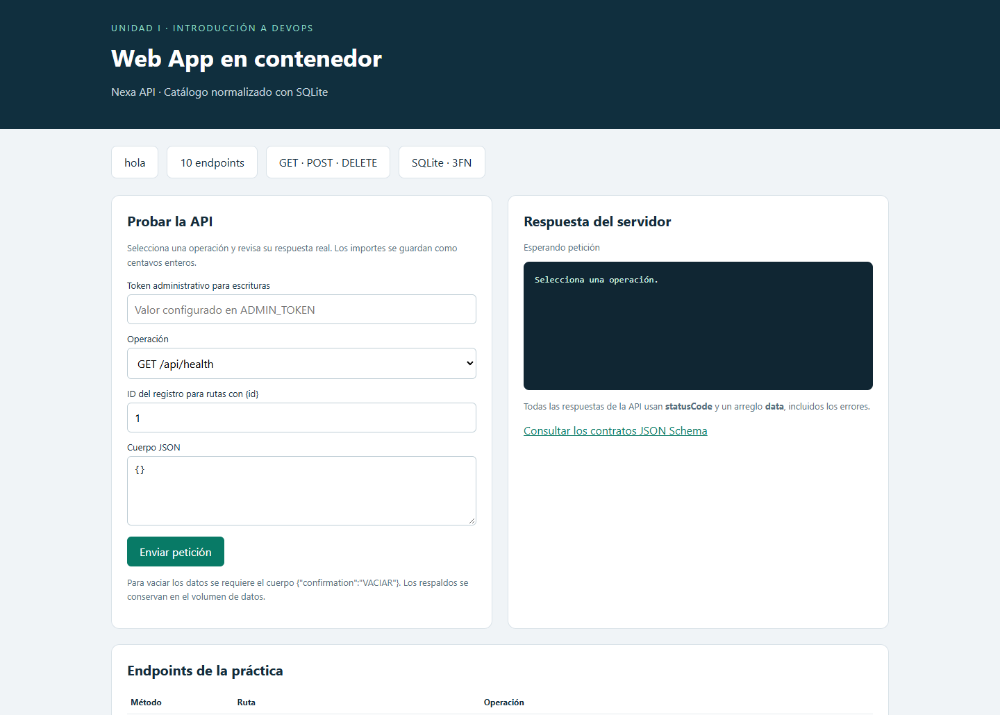 UNIDAD I · INTRODUCCIÓN A DEVOPS
Web App en contenedor
Nexa API · Catálogo normalizado con SQLite
hola
10 endpoints
GET · POST · DELETE
SQLite · 3FN
Probar la API
Selecciona una operación y revisa su respuesta real. Los importes se guardan como
centavos enteros.
Token administrativo para escrituras
Valor configurado en ADMIN_TOKEN
Operación
GET /api/health
ID del registro para rutas con {id}
1
Cuerpo JSON
{}
Enviar petición
Para vaciar los datos se requiere el cuerpo {"confirmation":"VACIAR"}. Los respaldos se
conservan en el volumen de datos.
Respuesta del servidor
Esperando petición
Selecciona una operación.
Todas las respuestas de la API usan statusCode y un arreglo data, incluidos los errores.
Consultar los contratos JSON Schema
Endpoints de la práctica
Método Ruta Operación